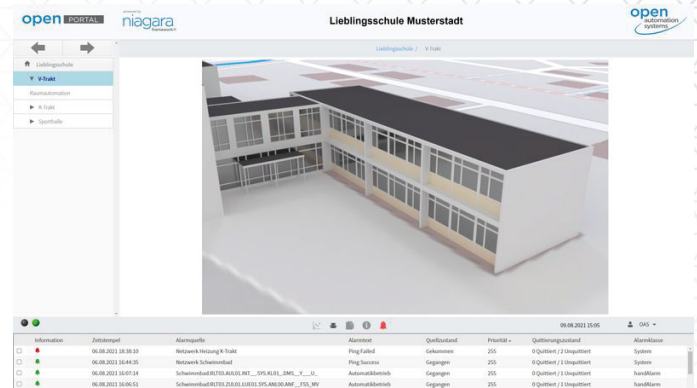 open PORTAL
powered by
niagara
framework®
Lieblingsschule Musterstadt
open
automation
systems
Lieblingsschule / V-Trakt
Lieblingsschule
V-Trakt
Raumautomation
K-Trakt
Sporthalle
09.08.2021 15:05 OAS
Information Zeitstempel Alarmquelle Alarmtext Quellzustand Priorität Quittierungszustand Alarmklasse
06.08.2021 18:38:10 Netzwerk Heizung K-Trakt Ping Failed Gekommen 255 0 Quittiert / 2 Unquittiert System
06.08.2021 16:44:35 Netzwerk Schwimmbad Ping Success Gegangen 255 0 Quittiert / 1 Unquittiert System
06.08.2021 16:07:14 Automatikbetrieb Gegangen 255 0 Quittiert / 1 Unquittiert handAlarm
06.08.2021 16:06:51 Automatikbetrieb Gegangen 255 0 Quittiert / 1 Unquittiert handAlarm